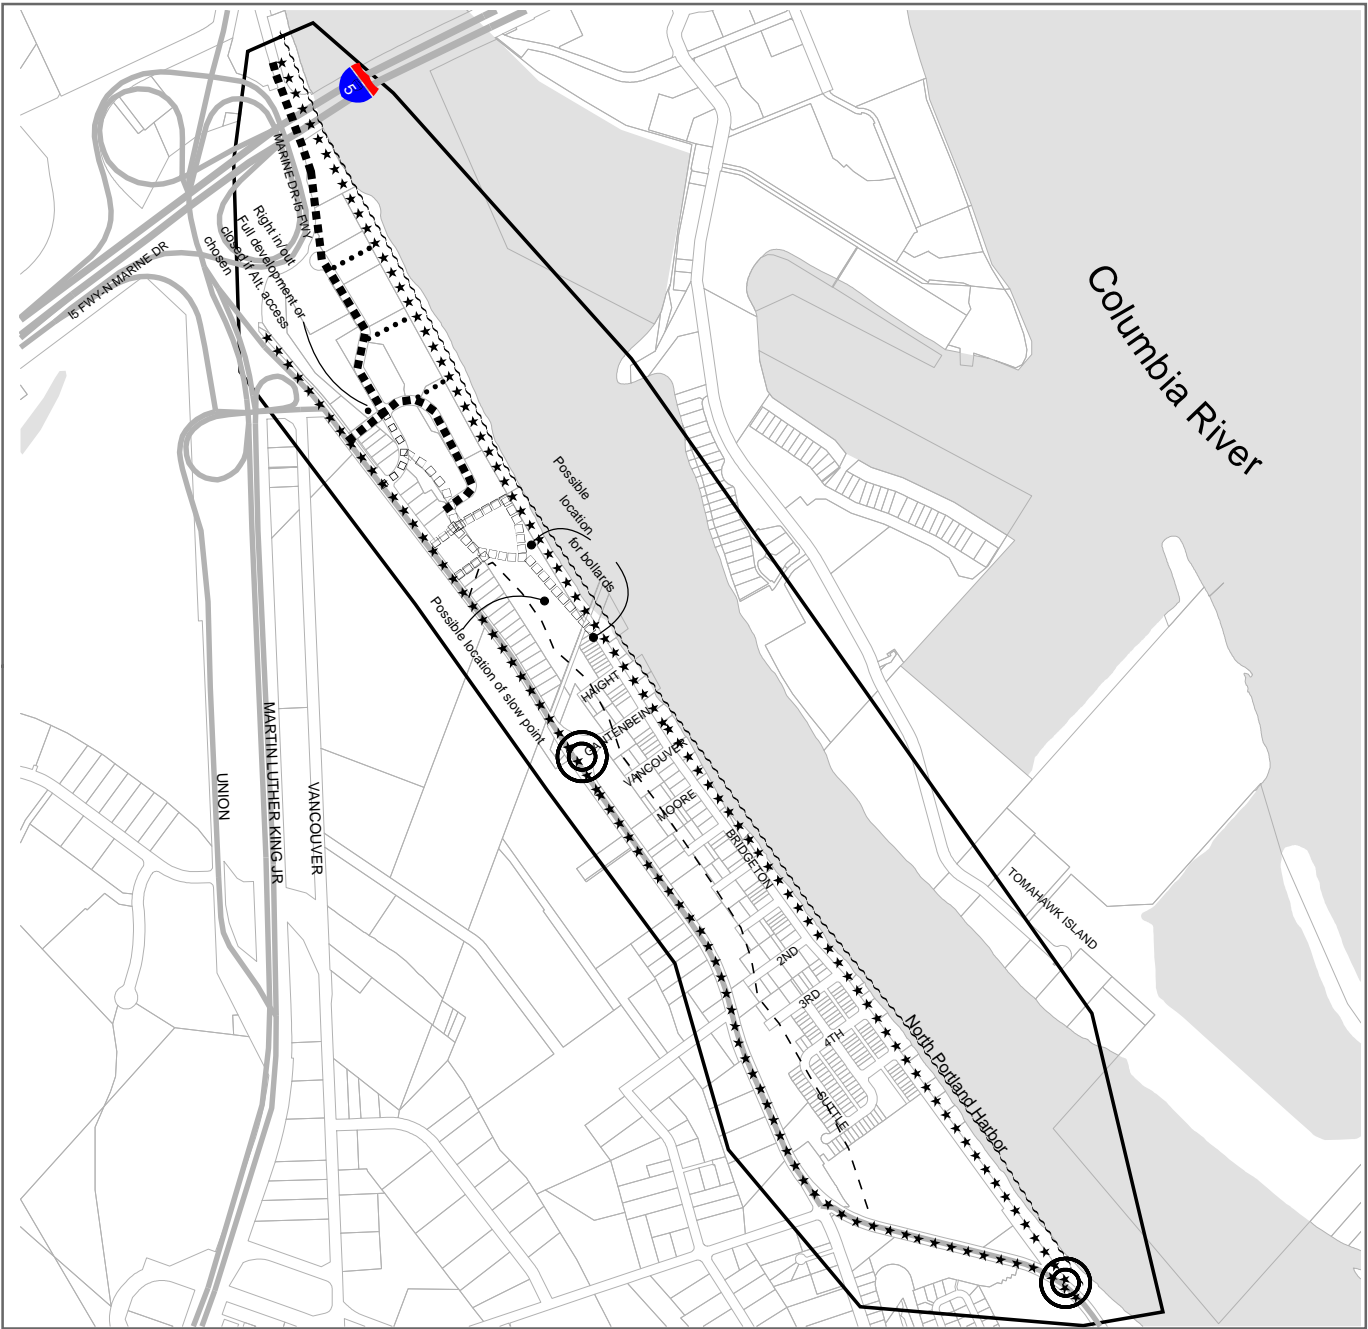 5
MARINE DR-I5 FWY
I5 FWY-N MARINE DR
Right in/out
Full development or
closed if Alt. access
chosen
Columbia River
Possible
location
for bollards
Possible location of slow point
HAIGHT
GANTENBEIN
VANCOUVER
MOORE
BRIDGETON
UNION
MARTIN LUTHER KING JR
VANCOUVER
TOMAHAWK ISLAND
2ND
3RD
4TH
SUTTLE
North Portland Harbor